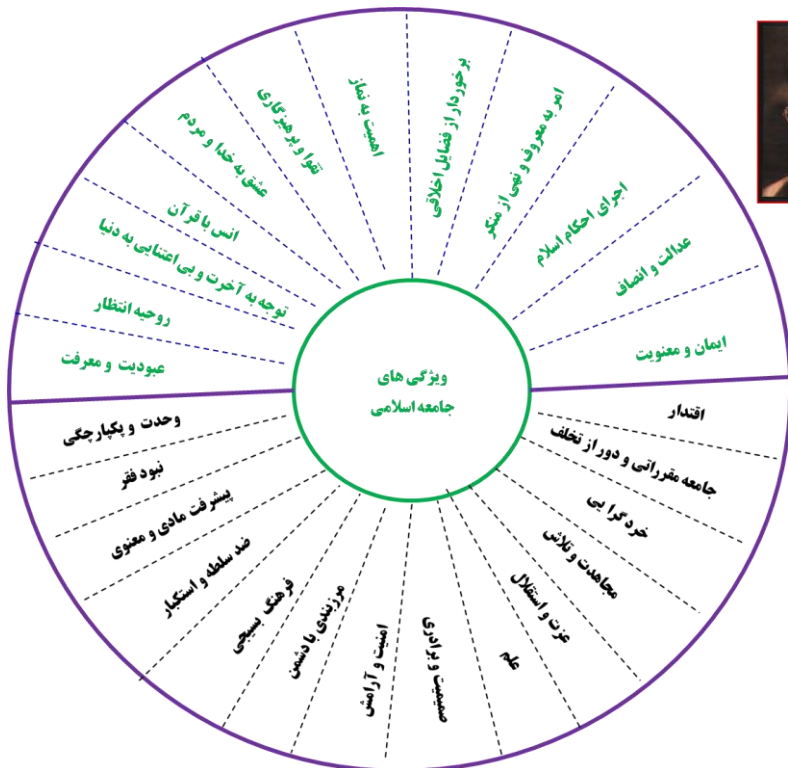 ویژگی های
جامعه اسلامی
ایمان و معنویت
عدالت و انصاف
اجرای احکام اسلام
امر به معروف و نهی از منکر
برخوردار از فضایل اخلاقی
اهمیت به نماز
تقوا و پرهیزگاری
عشق به خدا و مردم
انس با قرآن
توجه به آخرت و بی اعتنایی به دنیا
روحیه انتظار
عبودیت و معرفت
وحدت و یکپارچگی
نبود فقر
پیشرفت مادی و معنوی
ضد سلطه و استکبار
فرهنگ بسیجی
مرزبندی با دشمن
امنیت و آرامش
صمیمیت و برادری
علم
عزت و استقلال
مجاهدت و تلاش
خرد گرا یی
جامعه مقرراتی و دور از تخلف
اقتدار